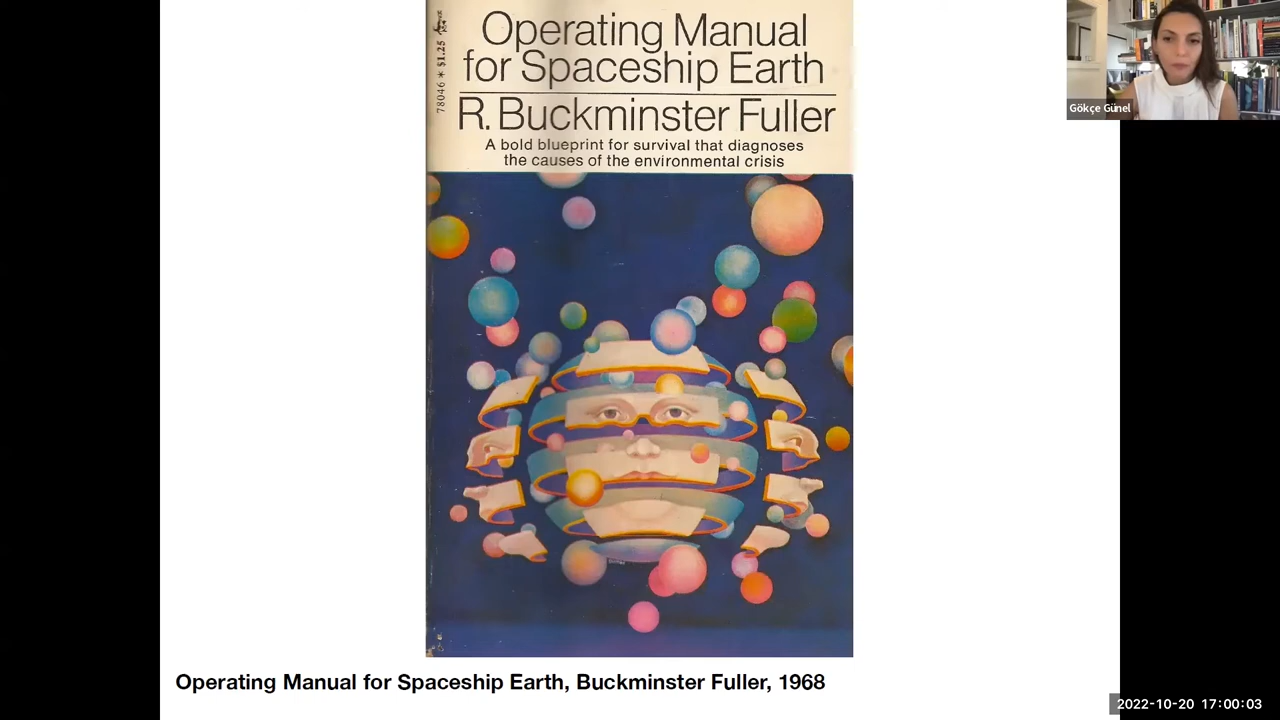 Operating Manual
for Spaceship Earth
R. Buckminster Fuller
A bold blueprint for survival that diagnoses
the causes of the environmental crisis
78046 * $1.25
Gökçe Günel
Operating Manual for Spaceship Earth, Buckminster Fuller, 1968
2022-10-20 17:00:03